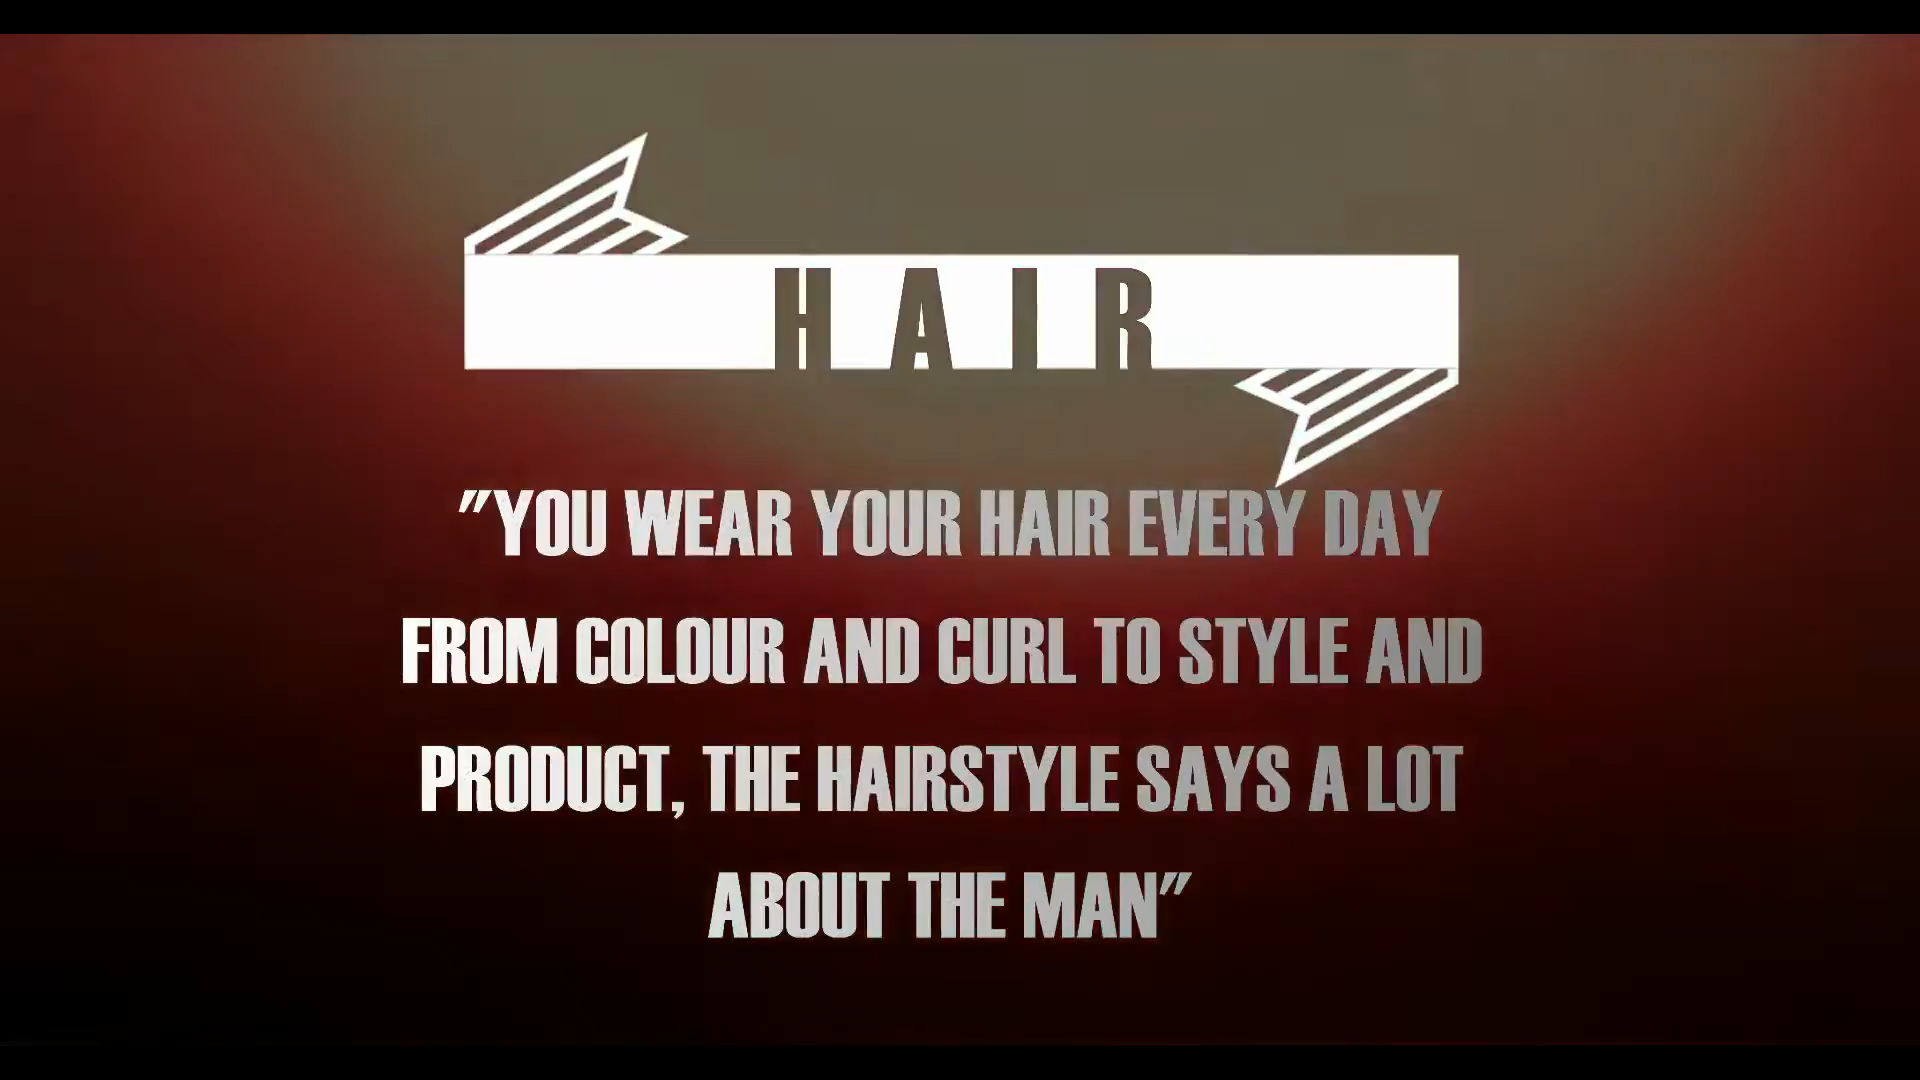 HAIR
"YOU WEAR YOUR HAIR EVERY DAY
FROM COLOUR AND CURL TO STYLE AND
PRODUCT, THE HAIRSTYLE SAYS A LOT
ABOUT THE MAN"